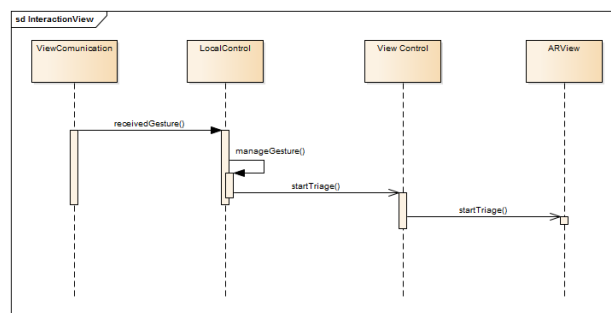 sd InteractionView
ViewComunication
LocalControl
View Control
ARView
receivedGesture()
manageGesture()
startTriage()
startTriage()